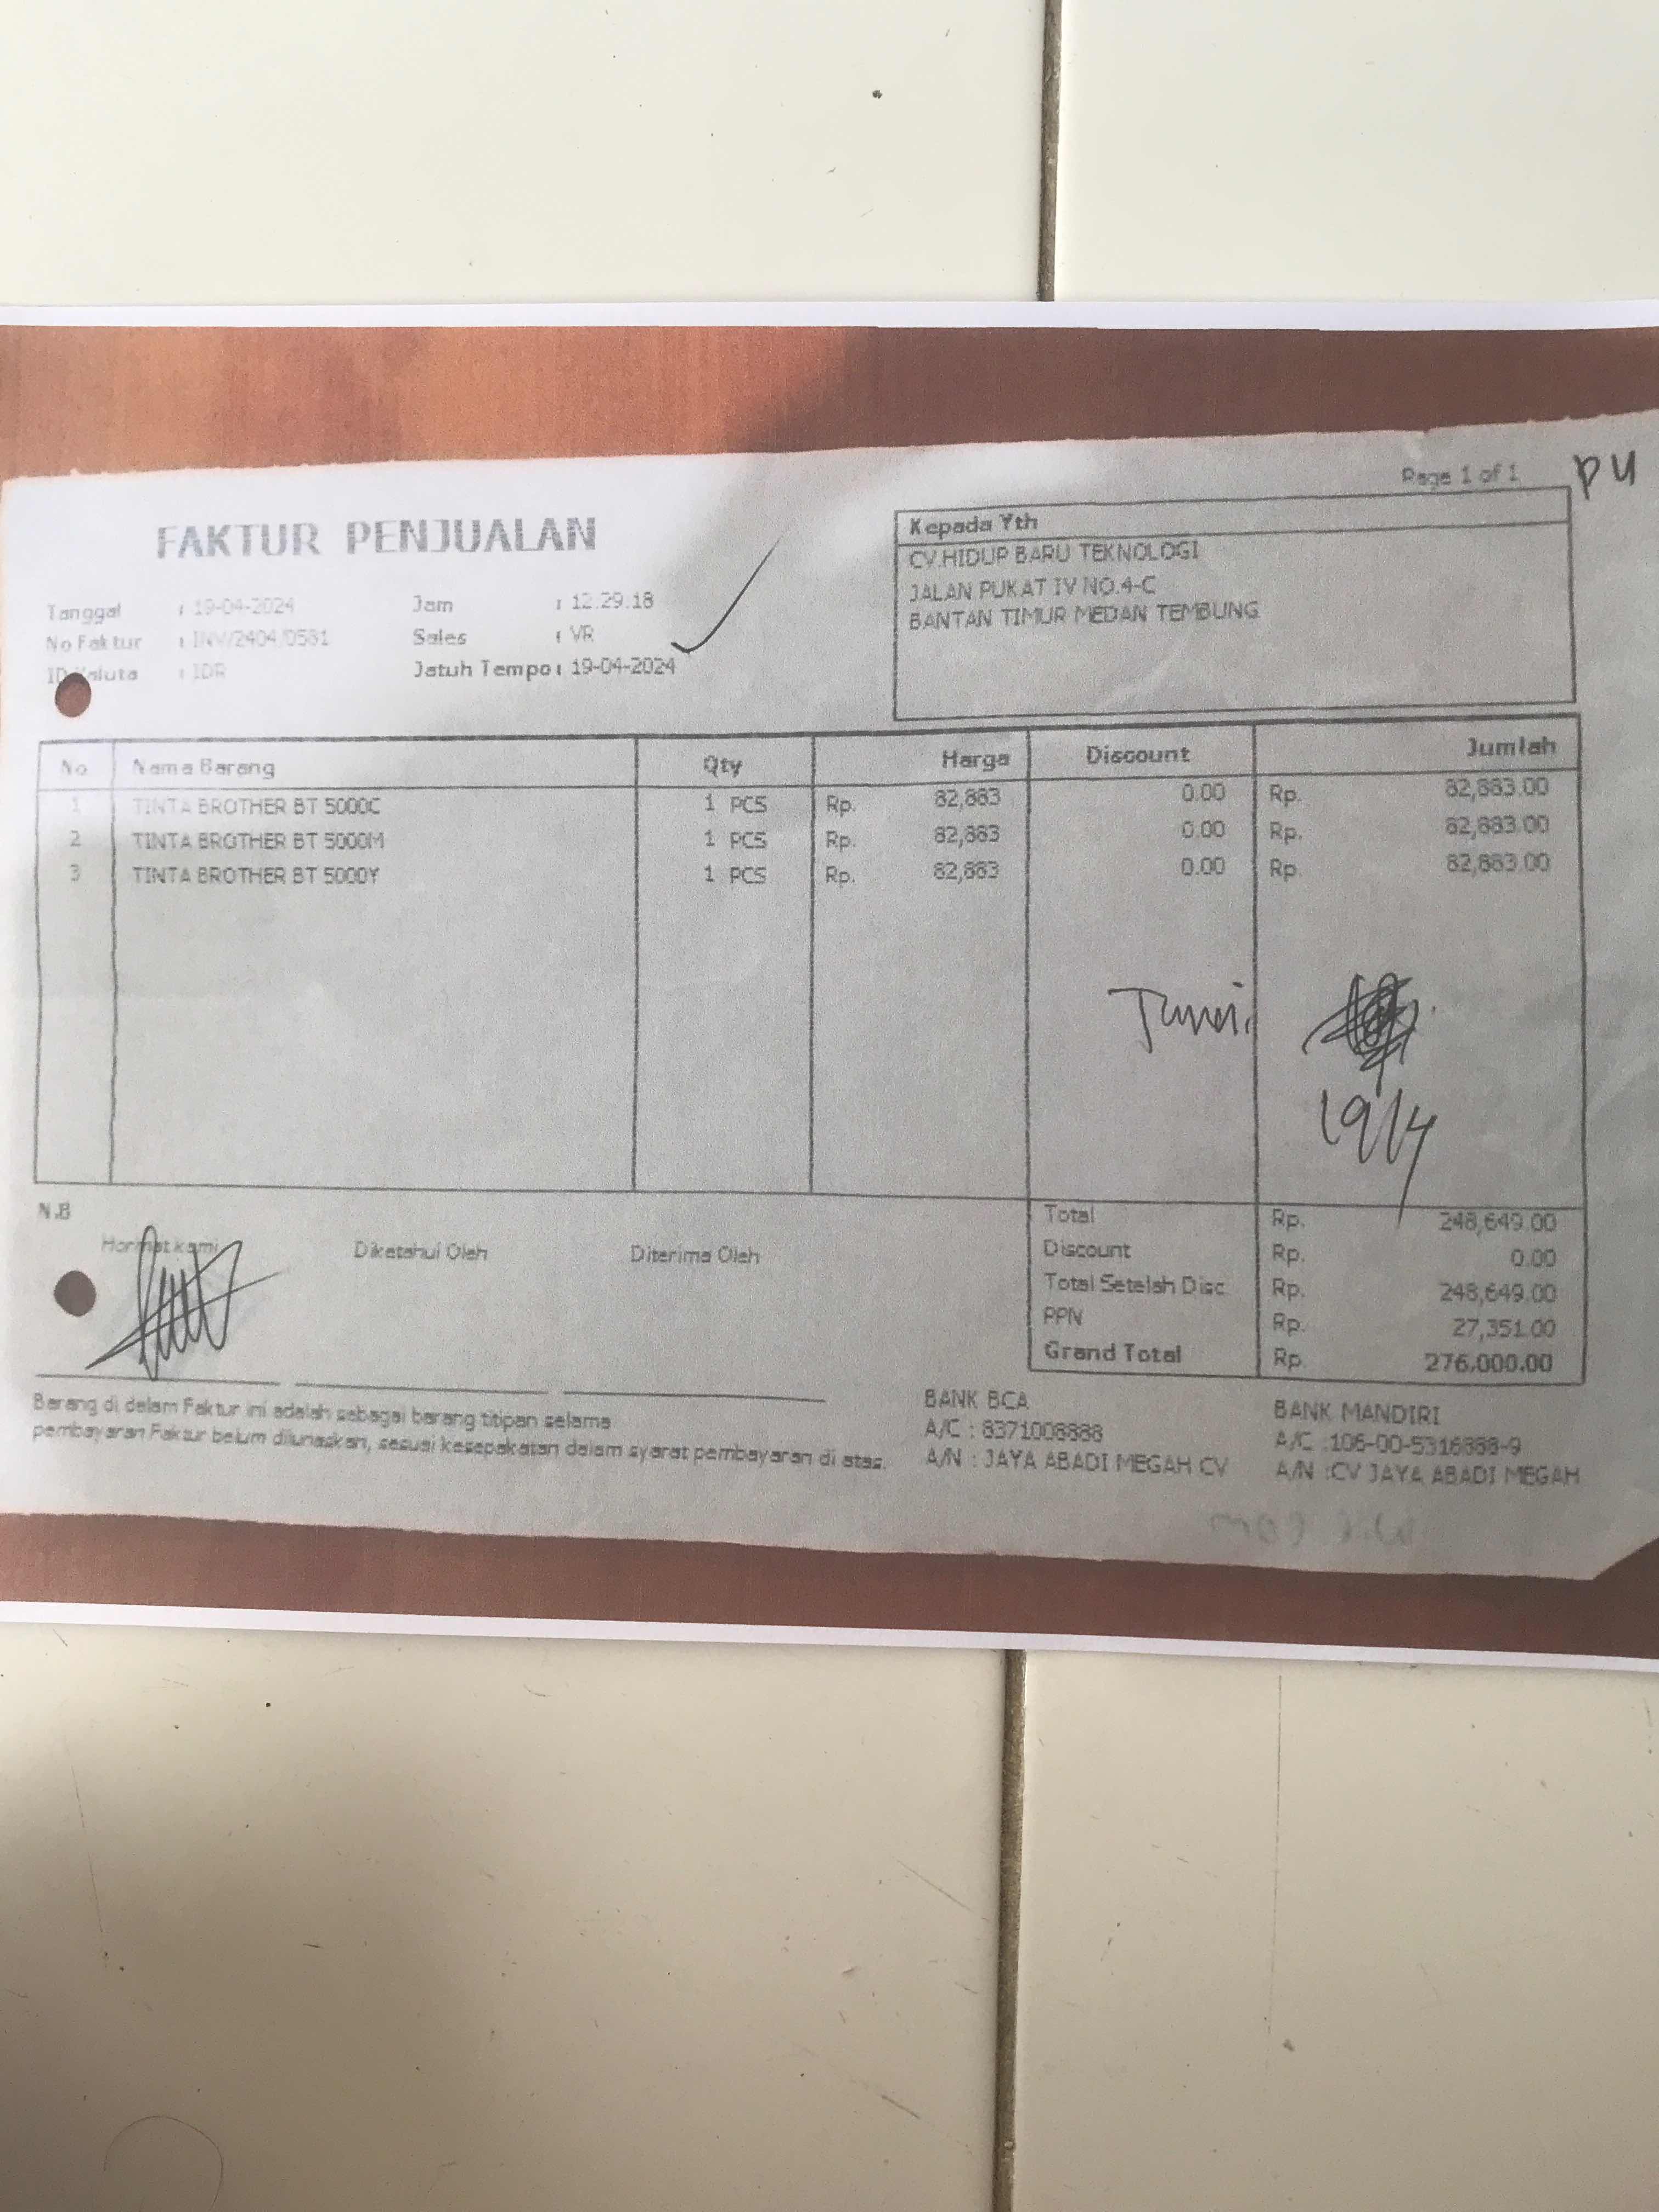 Page 1 of 1
PU
FAKTUR PENJUALAN
Kepada Yth
CV.HIDUP BARU TEKNOLOGI
JALAN PUKAT IV NO.4-C
BANTAN TIMUR MEDAN TEMBUNG
Tanggal : 19-04-2024 Jam : 12.29.18
No Faktur : INV/2404/0581 Sales : VR
ID Valuta : IDR Jatuh Tempo : 19-04-2024
No Nama Barang Qty Harga Discount Jumlah
1 TINTA BROTHER BT 5000C 1 PCS Rp. 82,883 0.00 Rp. 82,883.00
2 TINTA BROTHER BT 5000M 1 PCS Rp. 82,883 0.00 Rp. 82,883.00
3 TINTA BROTHER BT 5000Y 1 PCS Rp. 82,883 0.00 Rp. 82,883.00
19/4
N.B
Hormat kami Diketahui Oleh Diterima Oleh
Total Rp. 248,649.00
Discount Rp. 0.00
Total Setelah Disc Rp. 248,649.00
PPN Rp. 27,351.00
Grand Total Rp. 276,000.00
Barang di dalam Faktur ini adalah sebagai barang titipan selama
pembayaran Faktur belum dilunaskan, sesuai kesepakatan dalam syarat pembayaran di atas.
BANK BCA
A/C : 8371008888
A/N : JAYA ABADI MEGAH CV
BANK MANDIRI
A/C :106-00-5316888-9
A/N :CV JAYA ABADI MEGAH